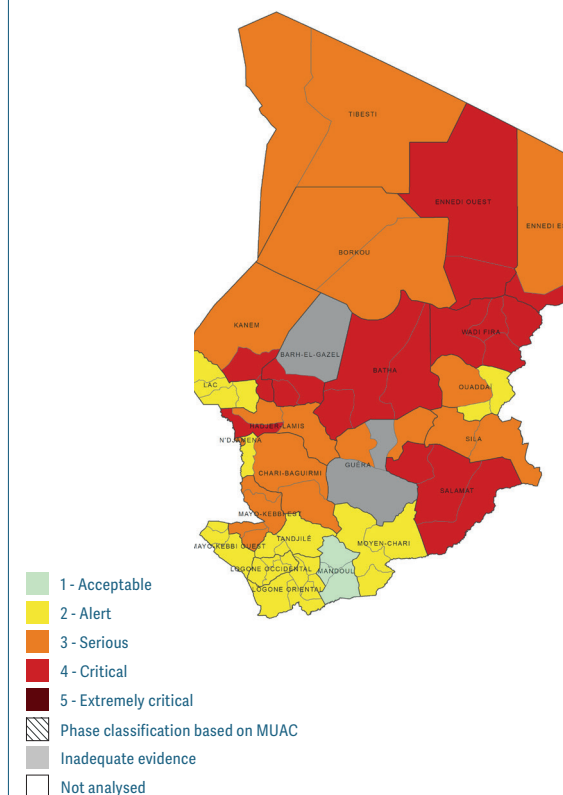 TIBESTI
ENNEDI OUEST
ENNEDI E
BORKOU
KANEM
WADI FIRA
BARH-EL-GAZEL
BATHA
LAC
OUADDAI
HADJER-LAMIS
N'DJAMENA
SILA
GUERA
CHARI-BAGUIRMI
SALAMAT
MAYO-KEBBI EST
MOYEN-CHARI
TANDJILÉ
MAYO-KEBBI OUEST
LOGONE OCCIDENTAL
MANDOUL
LOGONE ORIENTAL
1 - Acceptable
2 - Alert
3 - Serious
4 - Critical
5 - Extremely critical
Phase classification based on MUAC
Inadequate evidence
Not analysed